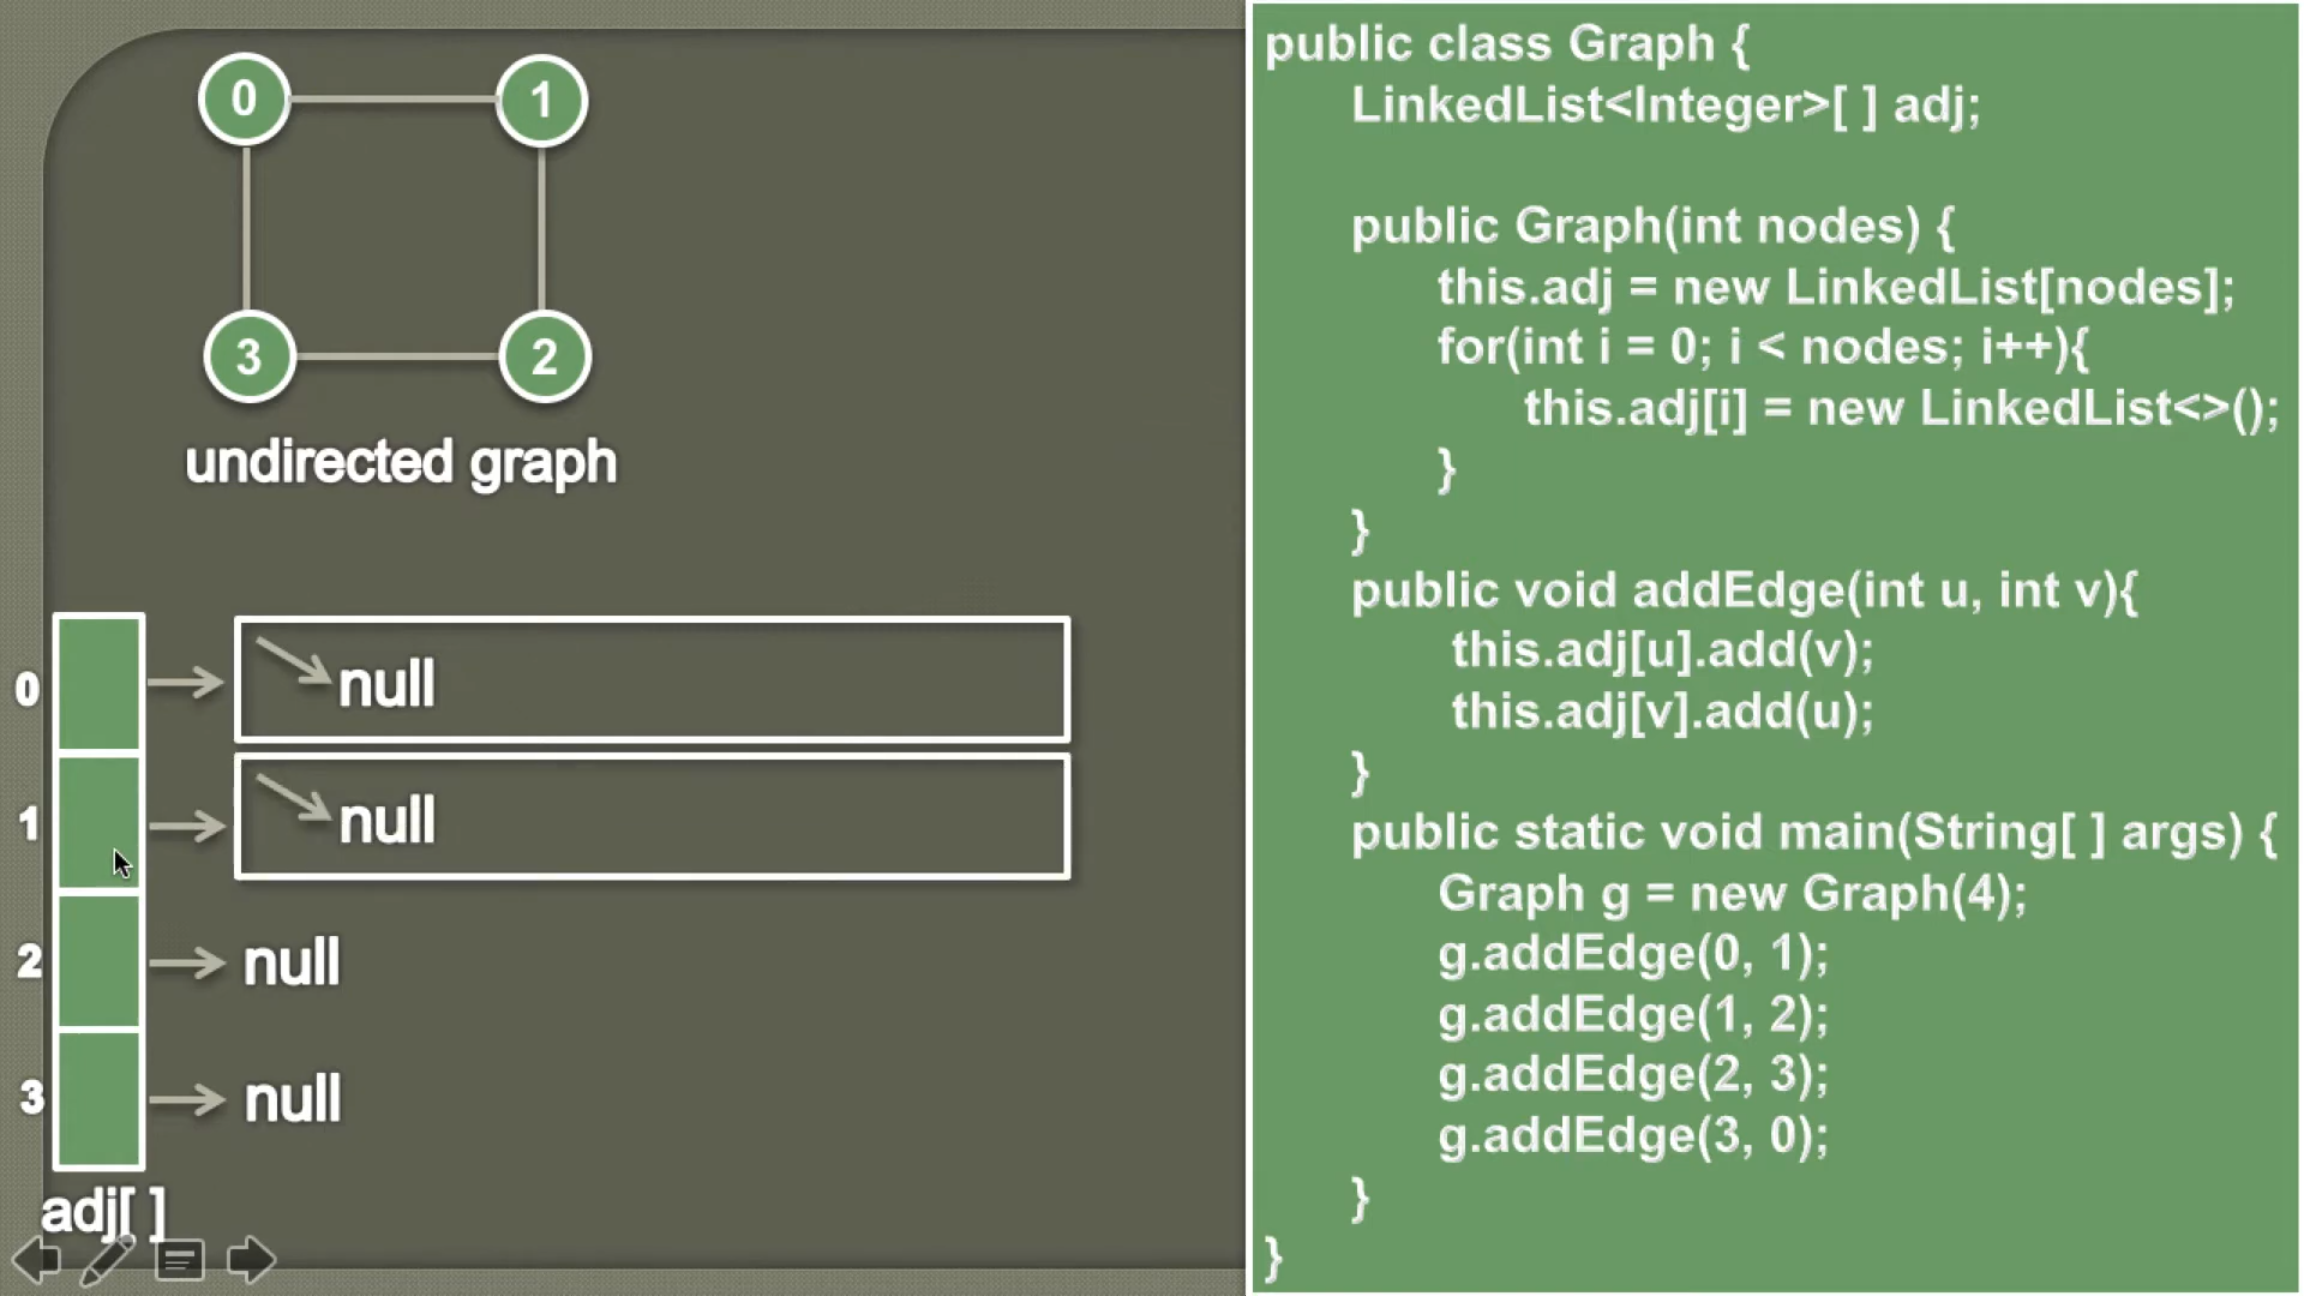 0
1
3
2
undirected graph
0
null
1
null
2
null
3
null
adj[ ]
public class Graph {
LinkedList<Integer>[ ] adj;
public Graph(int nodes) {
this.adj = new LinkedList[nodes];
for(int i = 0; i < nodes; i++){
this.adj[i] = new LinkedList<>();
}
}
public void addEdge(int u, int v){
this.adj[u].add(v);
this.adj[v].add(u);
}
public static void main(String[ ] args) {
Graph g = new Graph(4);
g.addEdge(0, 1);
g.addEdge(1, 2);
g.addEdge(2, 3);
g.addEdge(3, 0);
}
}